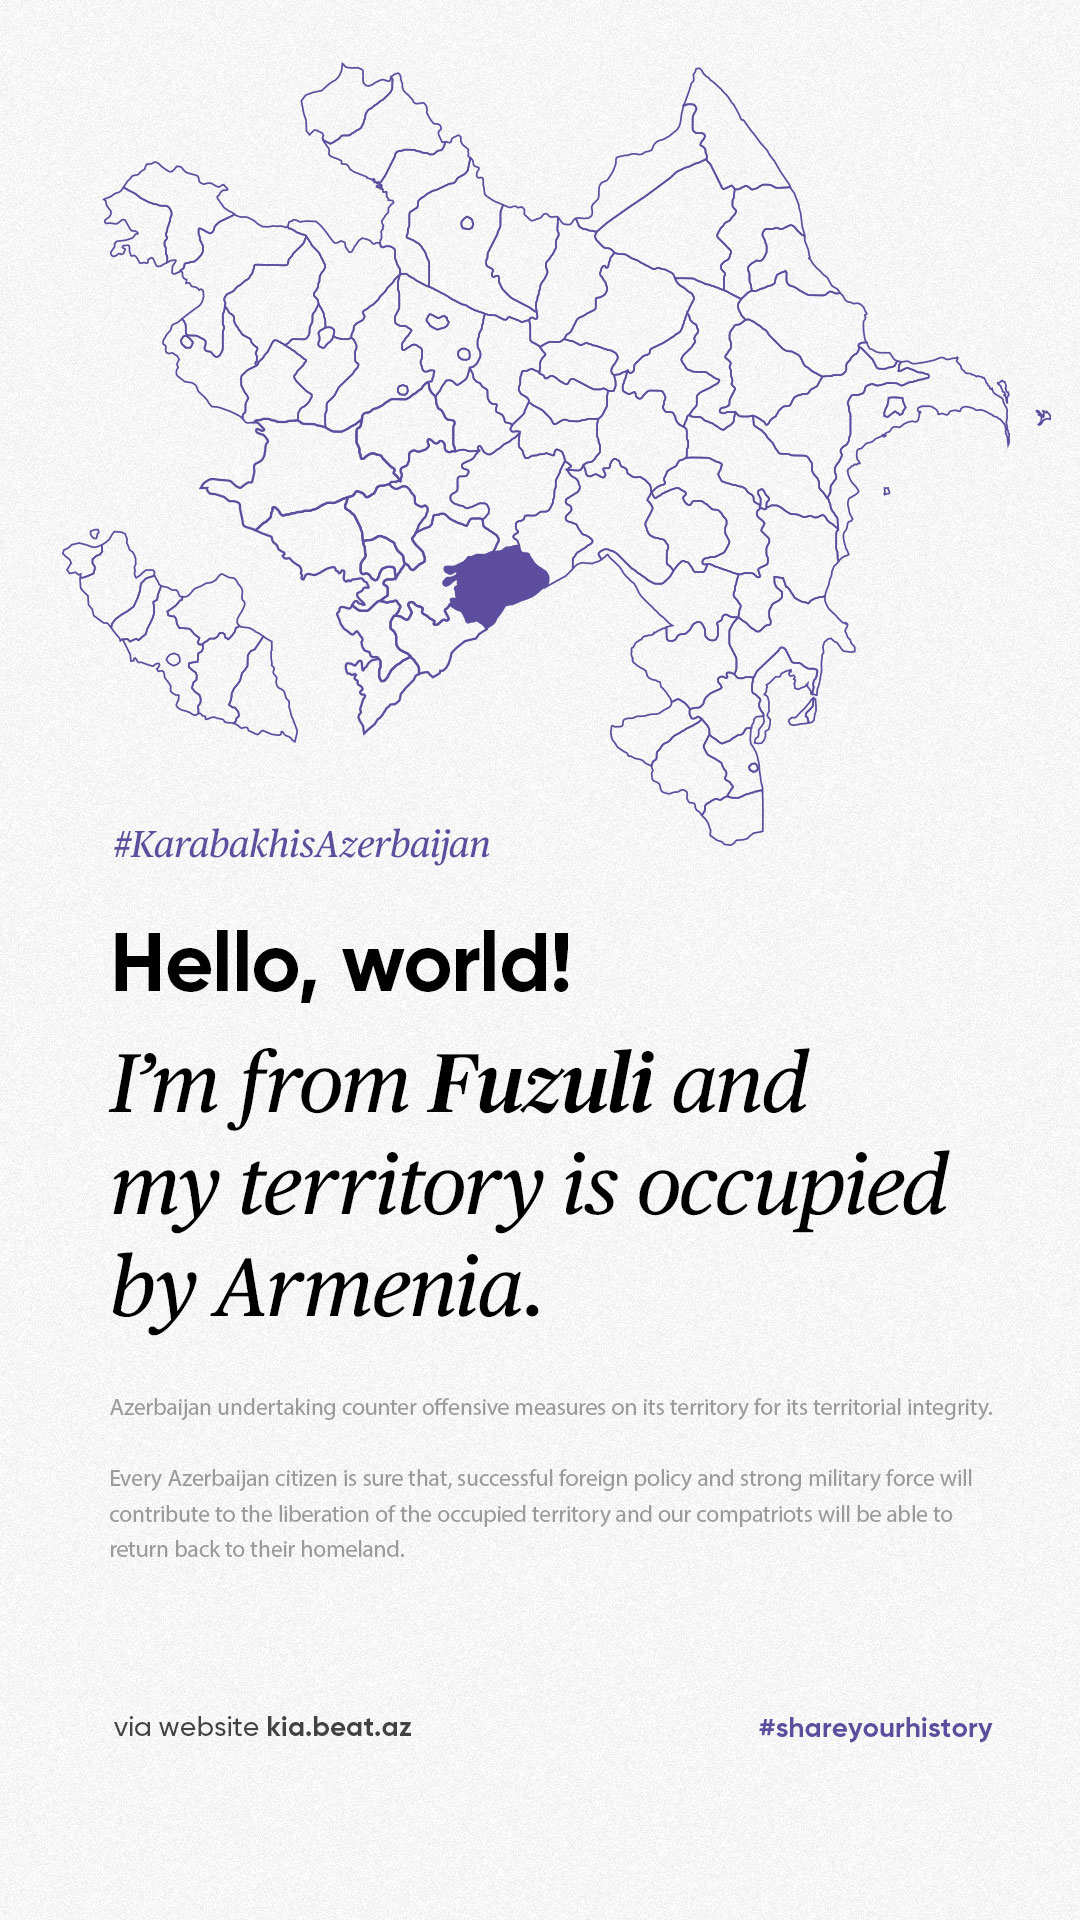 #KarabakhisAzerbaijan
Hello, world!
I'm from Fuzuli and
my territory is occupied
by Armenia.
Azerbaijan undertaking counter offensive measures on its territory for its territorial integrity.
Every Azerbaijan citizen is sure that, successful foreign policy and strong military force will
contribute to the liberation of the occupied territory and our compatriots will be able to
return back to their homeland.
via website kia.beat.az
#shareyourhistory